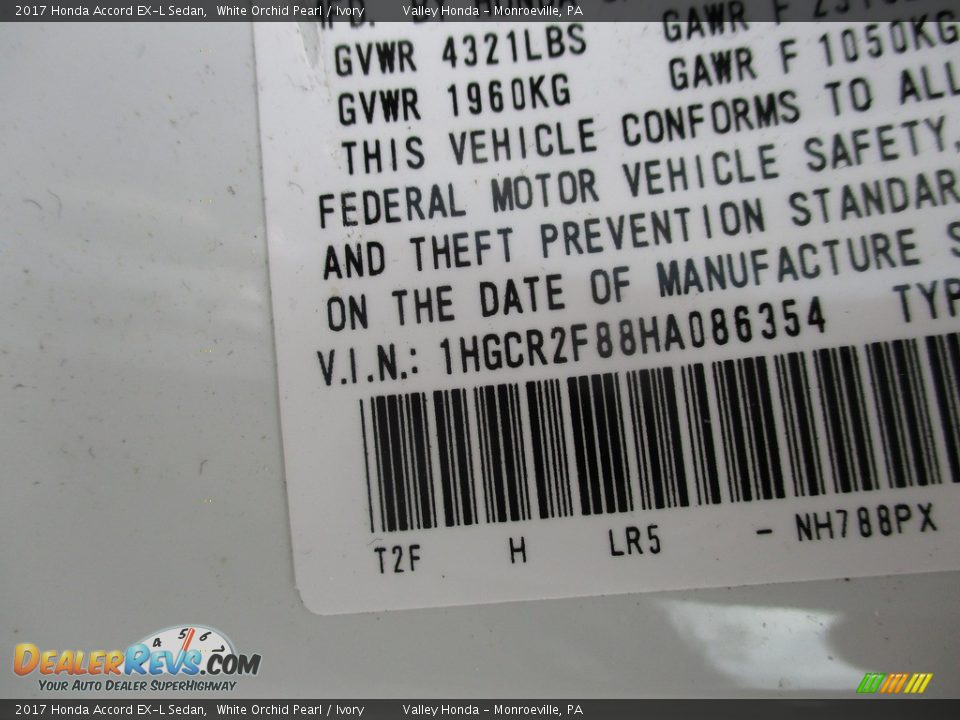 2017 Honda Accord EX-L Sedan, White Orchid Pearl / Ivory Valley Honda - Monroeville, PA
GVWR 4321LBS GAWR F
GVWR 1960KG GAWR F 1050KG
THIS VEHICLE CONFORMS TO ALL
FEDERAL MOTOR VEHICLE SAFETY,
AND THEFT PREVENTION STANDAR
ON THE DATE OF MANUFACTURE S
V.I.N.: 1HGCR2F88HA086354 TYP
T2F H LR5 - NH788PX
4 5 6
DEALERREVS.COM
YOUR AUTO DEALER SUPERHIGHWAY
2017 Honda Accord EX-L Sedan, White Orchid Pearl / Ivory Valley Honda - Monroeville, PA